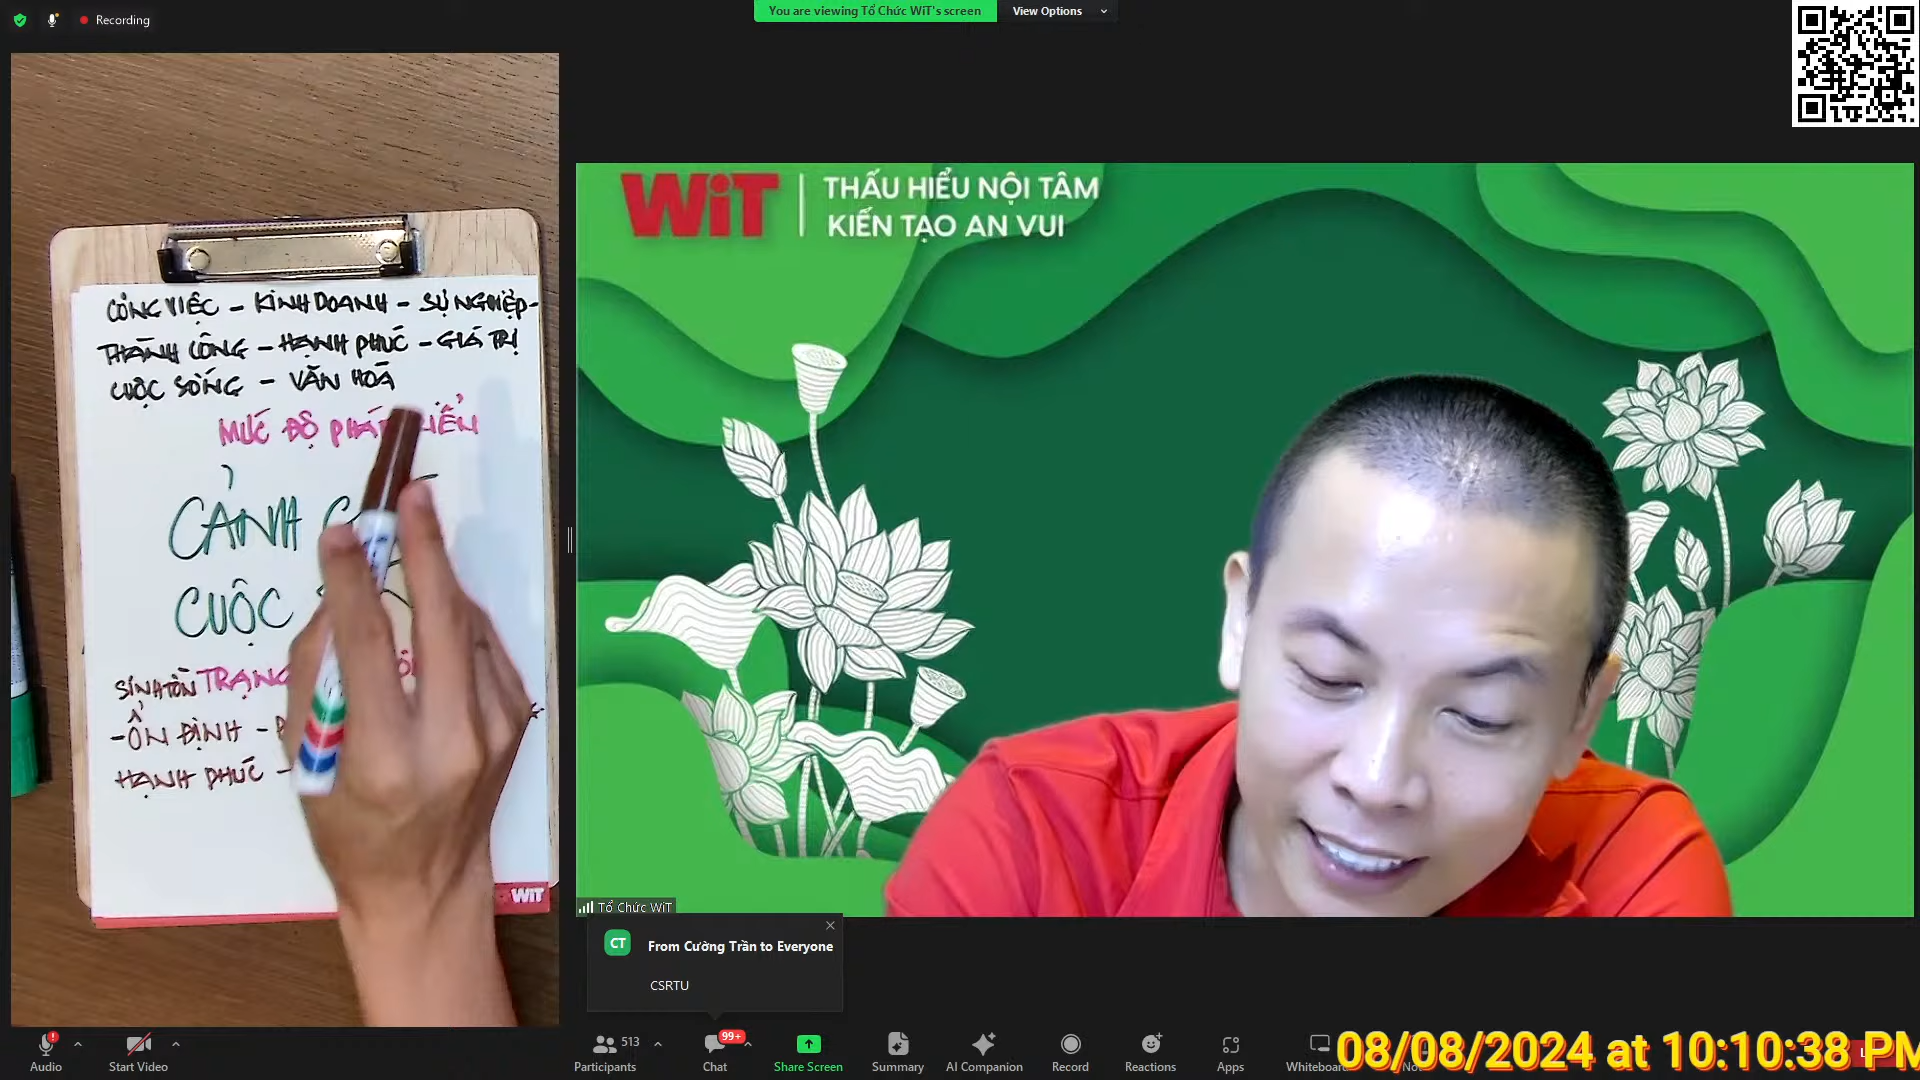 Recording
You are viewing Tổ Chức WiT's screen
View Options
CÔNG VIỆC - KINH DOANH - SỰ NGHIỆP -
THÀNH CÔNG - HẠNH PHÚC - GIÁ TRỊ
CUỘC SỐNG - VĂN HOÁ
MỨC ĐỘ
CẢNH
CUỘC
SINH TỒN TRẠNG
- ỔN ĐỊNH -
HẠNH PHÚC -
WiT
WiT
THẤU HIỂU NỘI TÂM
KIẾN TẠO AN VUI
Tổ Chức WiT
CT
From Cường Trần to Everyone
CSRTU
Audio
Start Video
513
Participants
99+
Chat
Share Screen
Summary
AI Companion
Record
Reactions
Apps
08/08/2024 at 10:10:38 PM